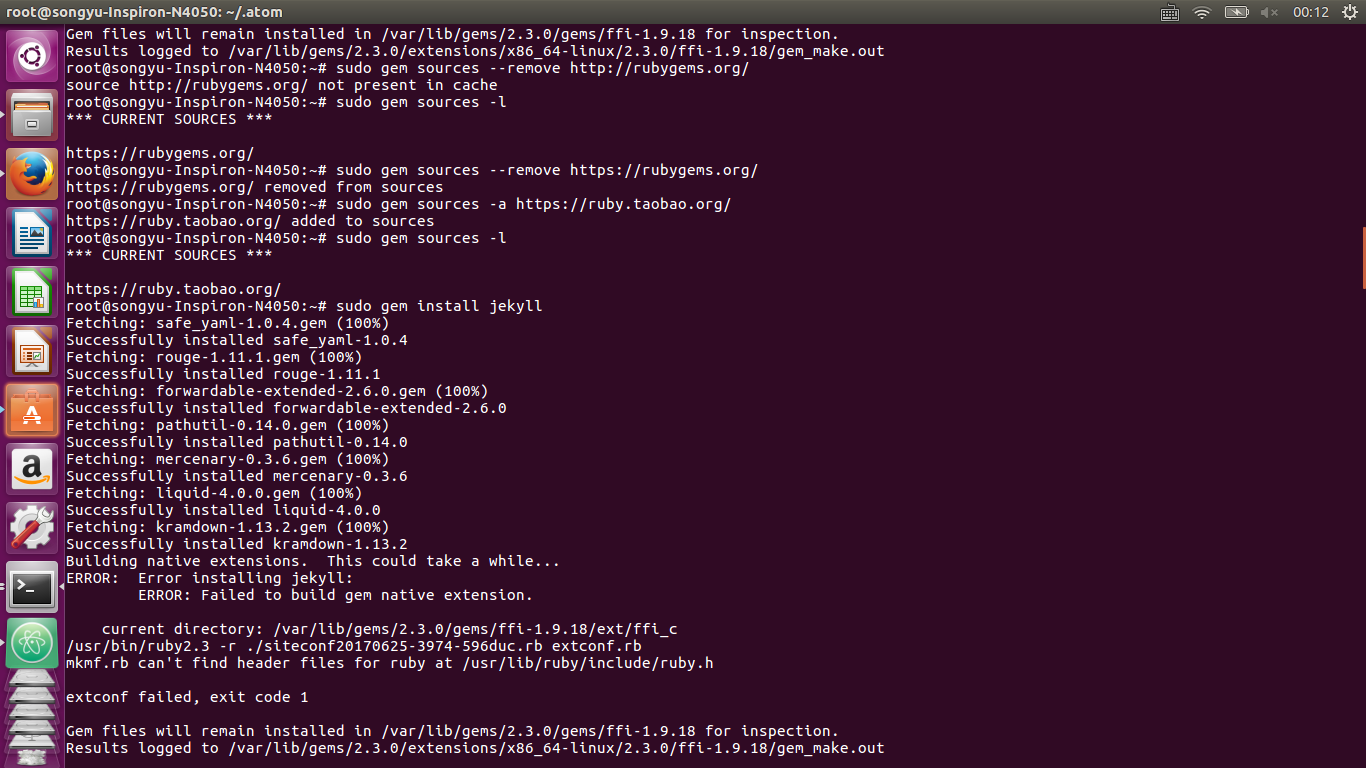 root@songyu-Inspiron-N4050: ~/.atom
00:12
Gem files will remain installed in /var/lib/gems/2.3.0/gems/ffi-1.9.18 for inspection.
Results logged to /var/lib/gems/2.3.0/extensions/x86_64-linux/2.3.0/ffi-1.9.18/gem_make.out
root@songyu-Inspiron-N4050:~# sudo gem sources --remove http://rubygems.org/
source http://rubygems.org/ not present in cache
root@songyu-Inspiron-N4050:~# sudo gem sources -l
*** CURRENT SOURCES ***
https://rubygems.org/
root@songyu-Inspiron-N4050:~# sudo gem sources --remove https://rubygems.org/
https://rubygems.org/ removed from sources
root@songyu-Inspiron-N4050:~# sudo gem sources -a https://ruby.taobao.org/
https://ruby.taobao.org/ added to sources
root@songyu-Inspiron-N4050:~# sudo gem sources -l
*** CURRENT SOURCES ***
https://ruby.taobao.org/
root@songyu-Inspiron-N4050:~# sudo gem install jekyll
Fetching: safe_yaml-1.0.4.gem (100%)
Successfully installed safe_yaml-1.0.4
Fetching: rouge-1.11.1.gem (100%)
Successfully installed rouge-1.11.1
Fetching: forwardable-extended-2.6.0.gem (100%)
Successfully installed forwardable-extended-2.6.0
Fetching: pathutil-0.14.0.gem (100%)
Successfully installed pathutil-0.14.0
Fetching: mercenary-0.3.6.gem (100%)
Successfully installed mercenary-0.3.6
Fetching: liquid-4.0.0.gem (100%)
Successfully installed liquid-4.0.0
Fetching: kramdown-1.13.2.gem (100%)
Successfully installed kramdown-1.13.2
Building native extensions.  This could take a while...
ERROR:  Error installing jekyll:
        ERROR: Failed to build gem native extension.
    current directory: /var/lib/gems/2.3.0/gems/ffi-1.9.18/ext/ffi_c
/usr/bin/ruby2.3 -r ./siteconf20170625-3974-596duc.rb extconf.rb
mkmf.rb can't find header files for ruby at /usr/lib/ruby/include/ruby.h
extconf failed, exit code 1
Gem files will remain installed in /var/lib/gems/2.3.0/gems/ffi-1.9.18 for inspection.
Results logged to /var/lib/gems/2.3.0/extensions/x86_64-linux/2.3.0/ffi-1.9.18/gem_make.out